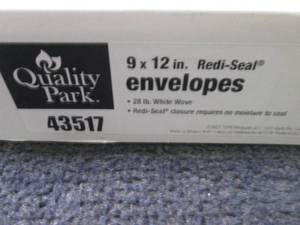 Quality
Park.
43517
9 x 12 in. Redi-Seal®
envelopes
• 28 lb. White Wove
• Redi-Seal® closure requires no moisture to seal